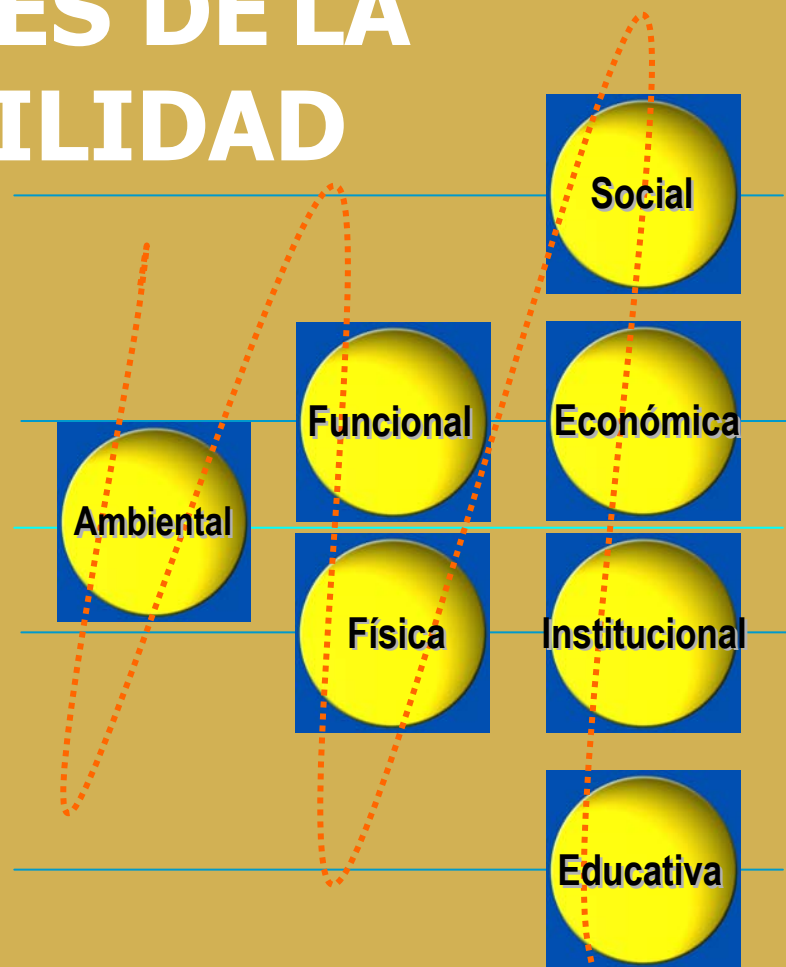 ES DE LA
ILIDAD
Social
Funcional
Económica
Ambiental
Física
Institucional
Educativa